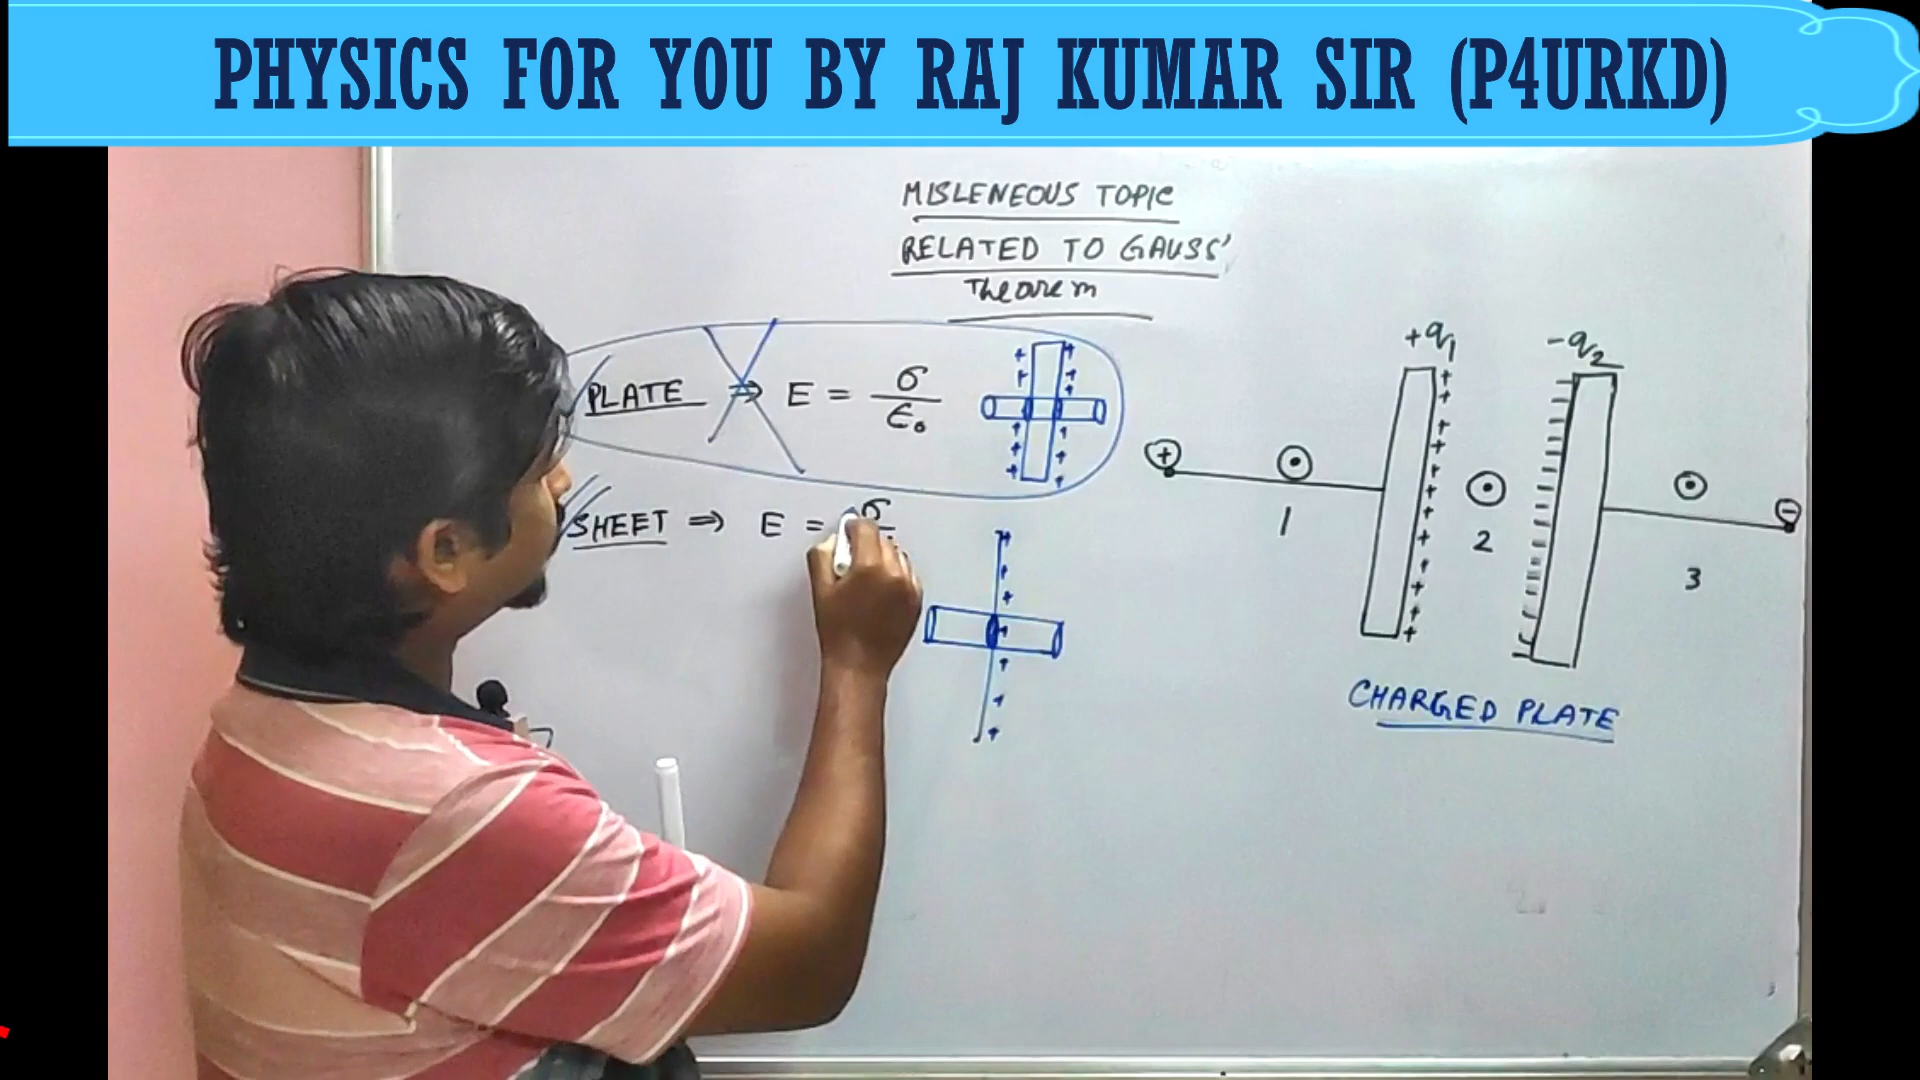 PHYSICS FOR YOU BY RAJ KUMAR SIR (P4URKD)
MISLENEOUS TOPIC
RELATED TO GAUSS'
Theorem
PLATE ⇒ E = σ/ε₀
SHEET ⇒ E = σ
+q₁
-q₂
1
2
3
CHARGED PLATE